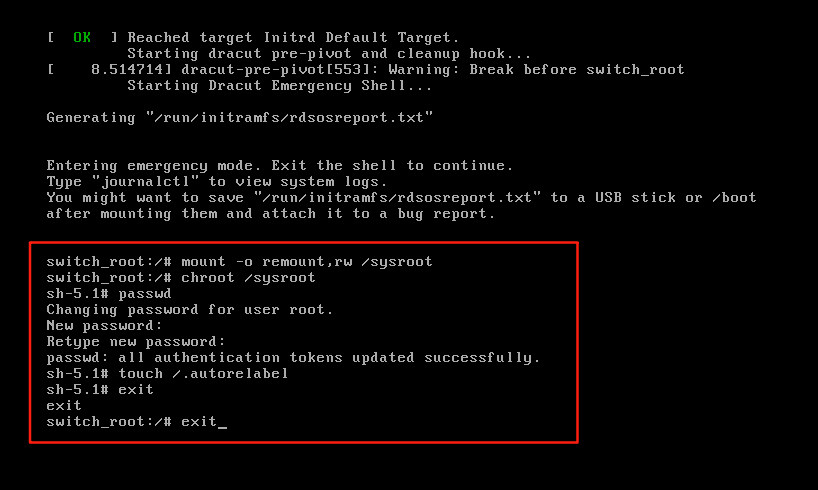 [  OK  ] Reached target Initrd Default Target.
Starting dracut pre-pivot and cleanup hook...
[    8.514714] dracut-pre-pivot[553]: Warning: Break before switch_root
Starting Dracut Emergency Shell...
Generating "/run/initramfs/rdsosreport.txt"
Entering emergency mode. Exit the shell to continue.
Type "journalctl" to view system logs.
You might want to save "/run/initramfs/rdsosreport.txt" to a USB stick or /boot
after mounting them and attach it to a bug report.
switch_root:/# mount -o remount,rw /sysroot
switch_root:/# chroot /sysroot
sh-5.1# passwd
Changing password for user root.
New password:
Retype new password:
passwd: all authentication tokens updated successfully.
sh-5.1# touch /.autorelabel
sh-5.1# exit
exit
switch_root:/# exit_